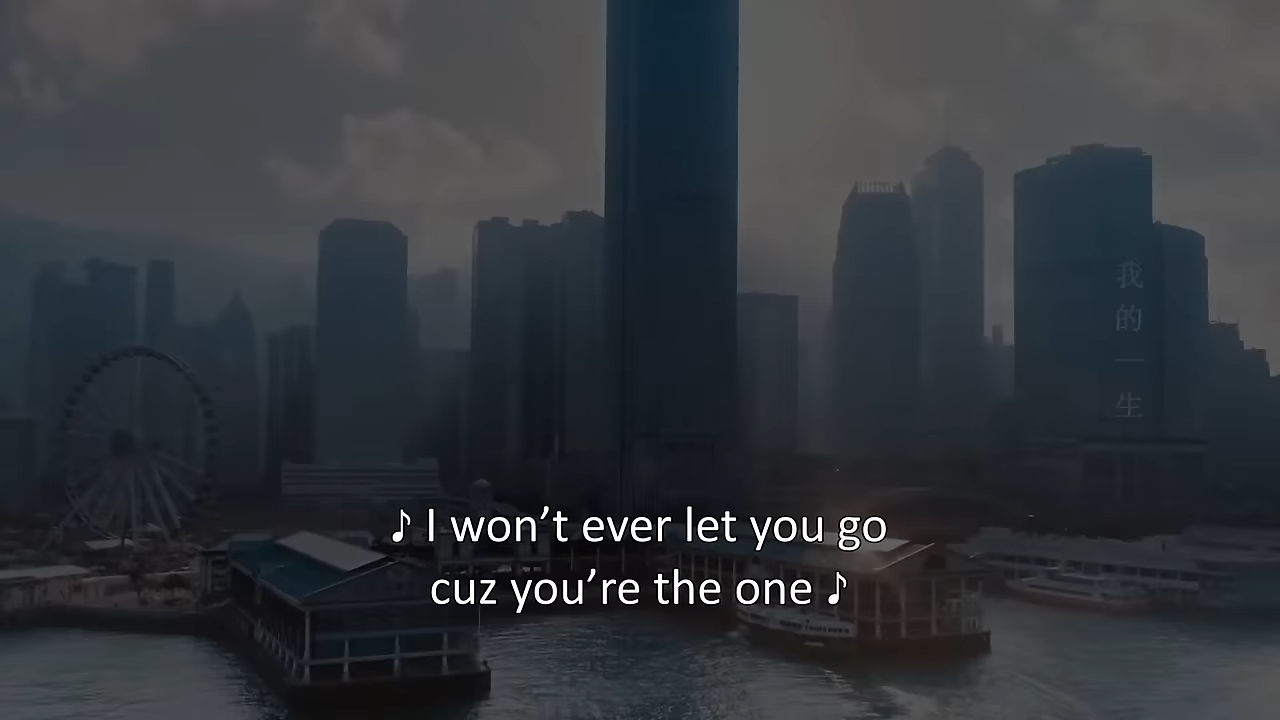 我的一生
♪ I won’t ever let you go
cuz you’re the one ♪